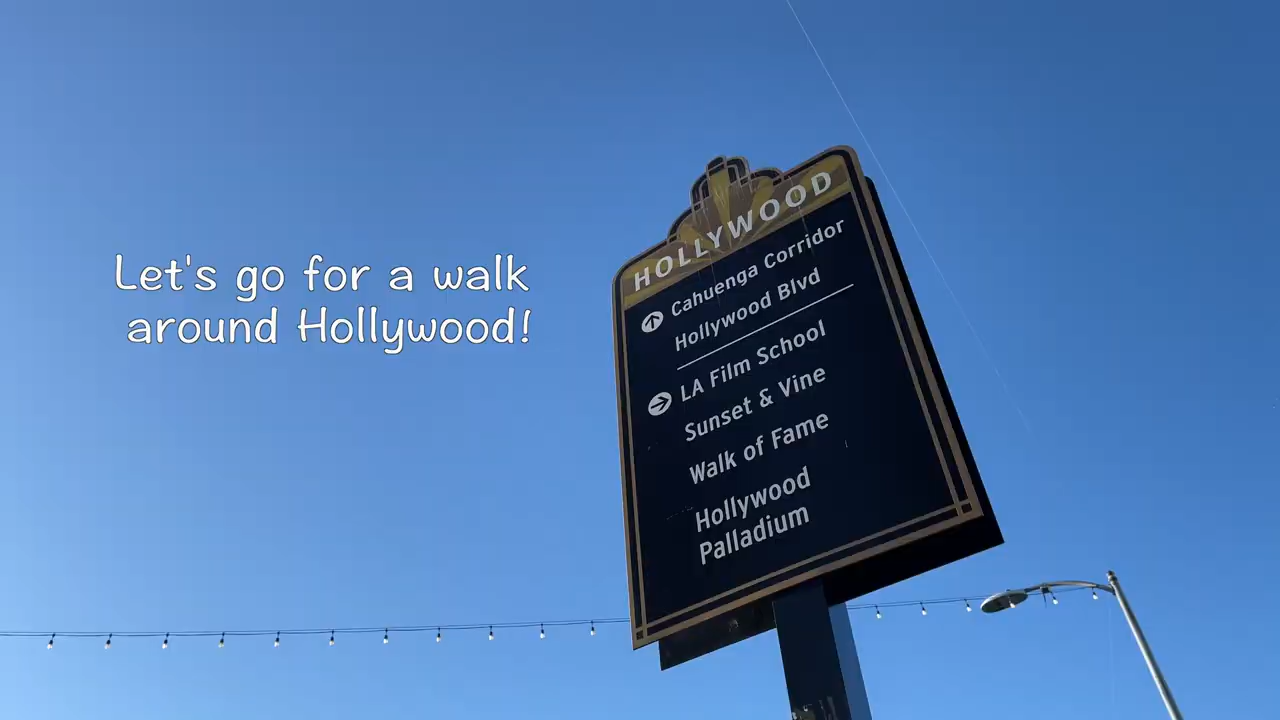 Let's go for a walk
around Hollywood!
HOLLYWOOD
Cahuenga Corridor
Hollywood Blvd
LA Film School
Sunset & Vine
Walk of Fame
Hollywood
Palladium